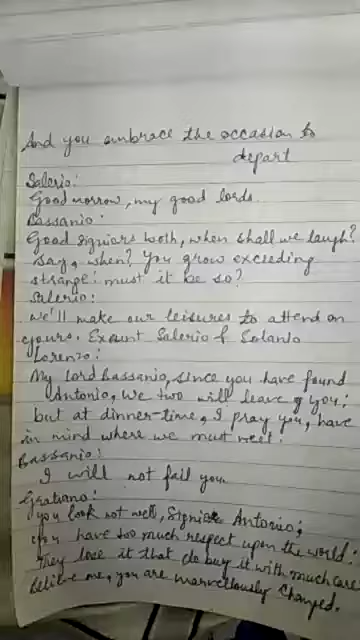 And you embrace the occasion to
depart
Salerio:
Good morrow, my good lords.
Bassanio:
Good signiors both, when shall we laugh?
Say, when? You grow exceeding
strange: must it be so?
Salerio:
We'll make our leisures to attend on
yours. Exeunt Salerio & Solanio
Lorenzo:
My lord Bassanio, since you have found
Antonio, we two will leave you;
but at dinner-time, I pray you, have
in mind where we must meet.
Bassanio:
I will not fail you.
Gratiano:
you look not well, Signior Antonio;
you have too much respect upon the world:
They lose it that do buy it with much care
Believe me, you are marvellously changed.